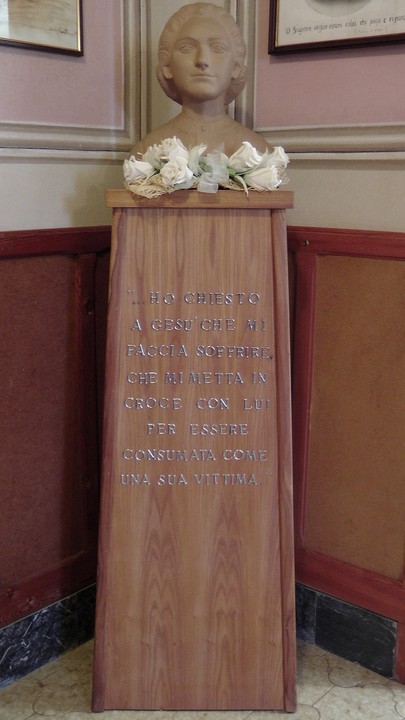 "...HO CHIESTO
A GESU' CHE MI
FACCIA SOFFRIRE,
CHE MI METTA IN
CROCE CON LUI
PER ESSERE
CONSUMATA COME
UNA SUA VITTIMA."